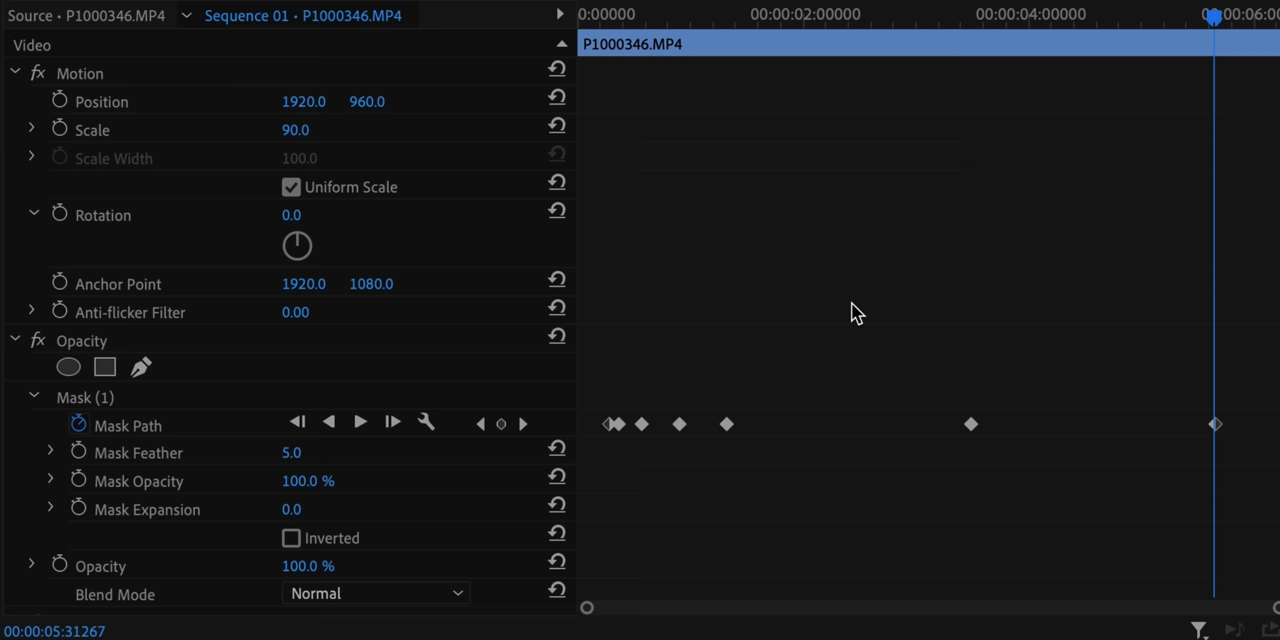 Source • P1000346.MP4 Sequence 01 • P1000346.MP4 0:00000 00:00:02:00000 00:00:04:00000
Video P1000346.MP4
fx Motion
Position 1920.0 960.0
Scale 90.0
Scale Width 100.0
Uniform Scale
Rotation 0.0
Anchor Point 1920.0 1080.0
Anti-flicker Filter 0.00
fx Opacity
Mask (1)
Mask Path
Mask Feather 5.0
Mask Opacity 100.0 %
Mask Expansion 0.0
Inverted
Opacity 100.0 %
Blend Mode Normal
00:00:05:31267